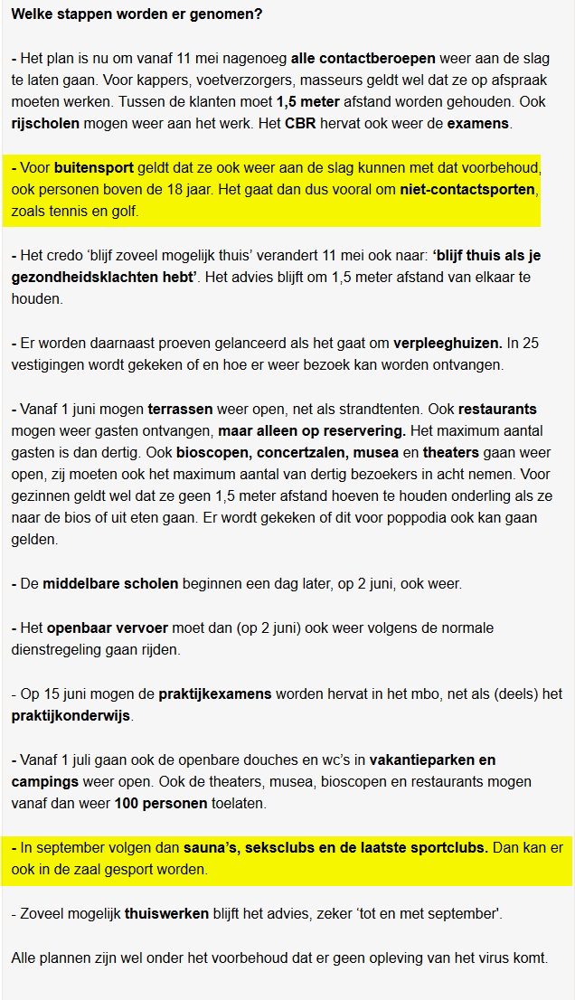 Welke stappen worden er genomen?
- Het plan is nu om vanaf 11 mei nagenoeg alle contactberoepen weer aan de slag
te laten gaan. Voor kappers, voetverzorgers, masseurs geldt wel dat ze op afspraak
moeten werken. Tussen de klanten moet 1,5 meter afstand worden gehouden. Ook
rijscholen mogen weer aan het werk. Het CBR hervat ook weer de examens.
- Voor buitensport geldt dat ze ook weer aan de slag kunnen met dat voorbehoud,
ook personen boven de 18 jaar. Het gaat dan dus vooral om niet-contactsporten,
zoals tennis en golf.
- Het credo ‘blijf zoveel mogelijk thuis’ verandert 11 mei ook naar: ‘blijf thuis als je
gezondheidsklachten hebt’. Het advies blijft om 1,5 meter afstand van elkaar te
houden.
- Er worden daarnaast proeven gelanceerd als het gaat om verpleeghuizen. In 25
vestigingen wordt gekeken of en hoe er weer bezoek kan worden ontvangen.
- Vanaf 1 juni mogen terrassen weer open, net als strandtenten. Ook restaurants
mogen weer gasten ontvangen, maar alleen op reservering. Het maximum aantal
gasten is dan dertig. Ook bioscopen, concertzalen, musea en theaters gaan weer
open, zij moeten ook het maximum aantal van dertig bezoekers in acht nemen. Voor
gezinnen geldt wel dat ze geen 1,5 meter afstand hoeven te houden onderling als ze
naar de bios of uit eten gaan. Er wordt gekeken of dit voor poppodia ook kan gaan
gelden.
- De middelbare scholen beginnen een dag later, op 2 juni, ook weer.
- Het openbaar vervoer moet dan (op 2 juni) ook weer volgens de normale
dienstregeling gaan rijden.
- Op 15 juni mogen de praktijkexamens worden hervat in het mbo, net als (deels) het
praktijkonderwijs.
- Vanaf 1 juli gaan ook de openbare douches en wc’s in vakantieparken en
campings weer open. Ook de theaters, musea, bioscopen en restaurants mogen
vanaf dan weer 100 personen toelaten.
- In september volgen dan sauna’s, seksclubs en de laatste sportclubs. Dan kan er
ook in de zaal gesport worden.
- Zoveel mogelijk thuiswerken blijft het advies, zeker ‘tot en met september'.
Alle plannen zijn wel onder het voorbehoud dat er geen opleving van het virus komt.